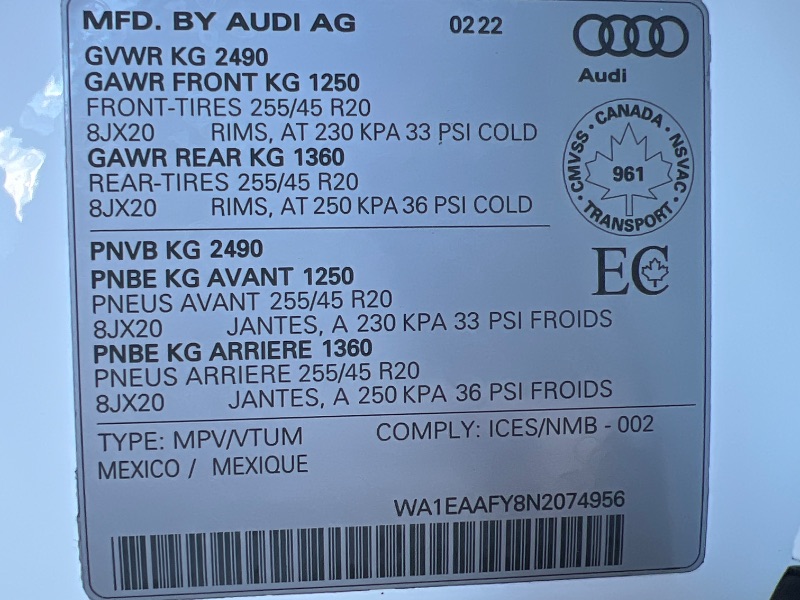 MFD. BY AUDI AG 0222
Audi
GVWR KG 2490
GAWR FRONT KG 1250
FRONT-TIRES 255/45 R20
8JX20 RIMS, AT 230 KPA 33 PSI COLD
GAWR REAR KG 1360
REAR-TIRES 255/45 R20
8JX20 RIMS, AT 250 KPA 36 PSI COLD
CMVSS · CANADA · NSVAC · TRANSPORT ·
961
EC
PNVB KG 2490
PNBE KG AVANT 1250
PNEUS AVANT 255/45 R20
8JX20 JANTES, A 230 KPA 33 PSI FROIDS
PNBE KG ARRIERE 1360
PNEUS ARRIERE 255/45 R20
8JX20 JANTES, A 250 KPA 36 PSI FROIDS
TYPE: MPV/VTUM COMPLY: ICES/NMB - 002
MEXICO / MEXIQUE
WA1EAAFY8N2074956